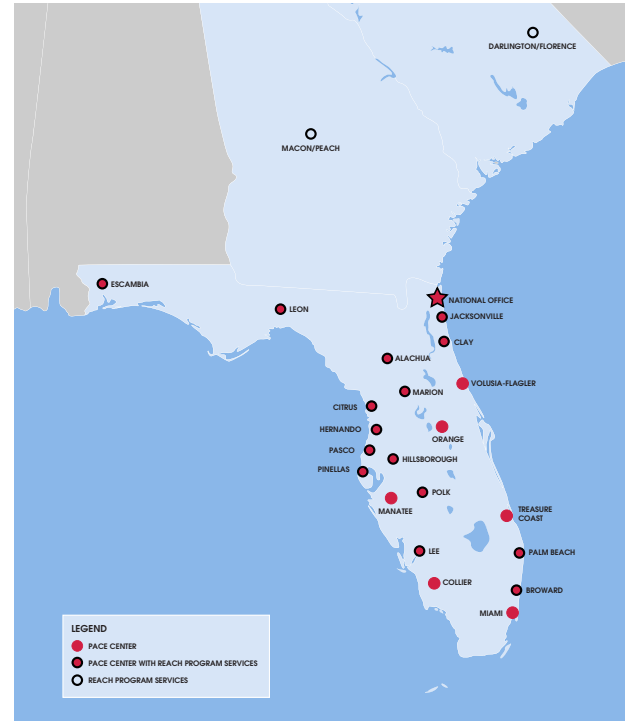 DARLINGTON/FLORENCE
MACON/PEACH
ESCAMBIA
LEON
NATIONAL OFFICE
JACKSONVILLE
CLAY
ALACHUA
VOLUSIA-FLAGLER
MARION
CITRUS
HERNANDO
ORANGE
PASCO
HILLSBOROUGH
PINELLAS
POLK
MANATEE
TREASURE
COAST
LEE
PALM BEACH
COLLIER
BROWARD
MIAMI
LEGEND
PACE CENTER
PACE CENTER WITH REACH PROGRAM SERVICES
REACH PROGRAM SERVICES